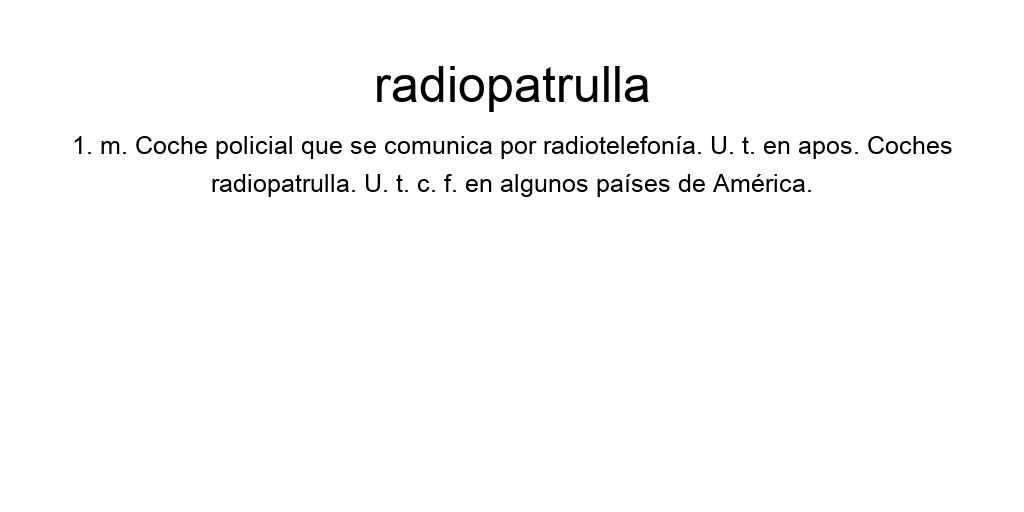 radiopatrulla
1. m. Coche policial que se comunica por radiotelefonía. U. t. en apos. Coches
radiopatrulla. U. t. c. f. en algunos países de América.